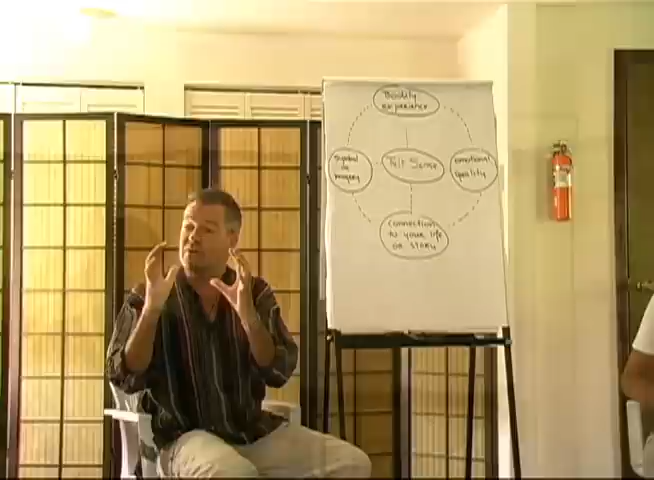 Bodily
experience
symbol
or
imagery
Felt Sense
emotional
quality
connection
to your life
or story